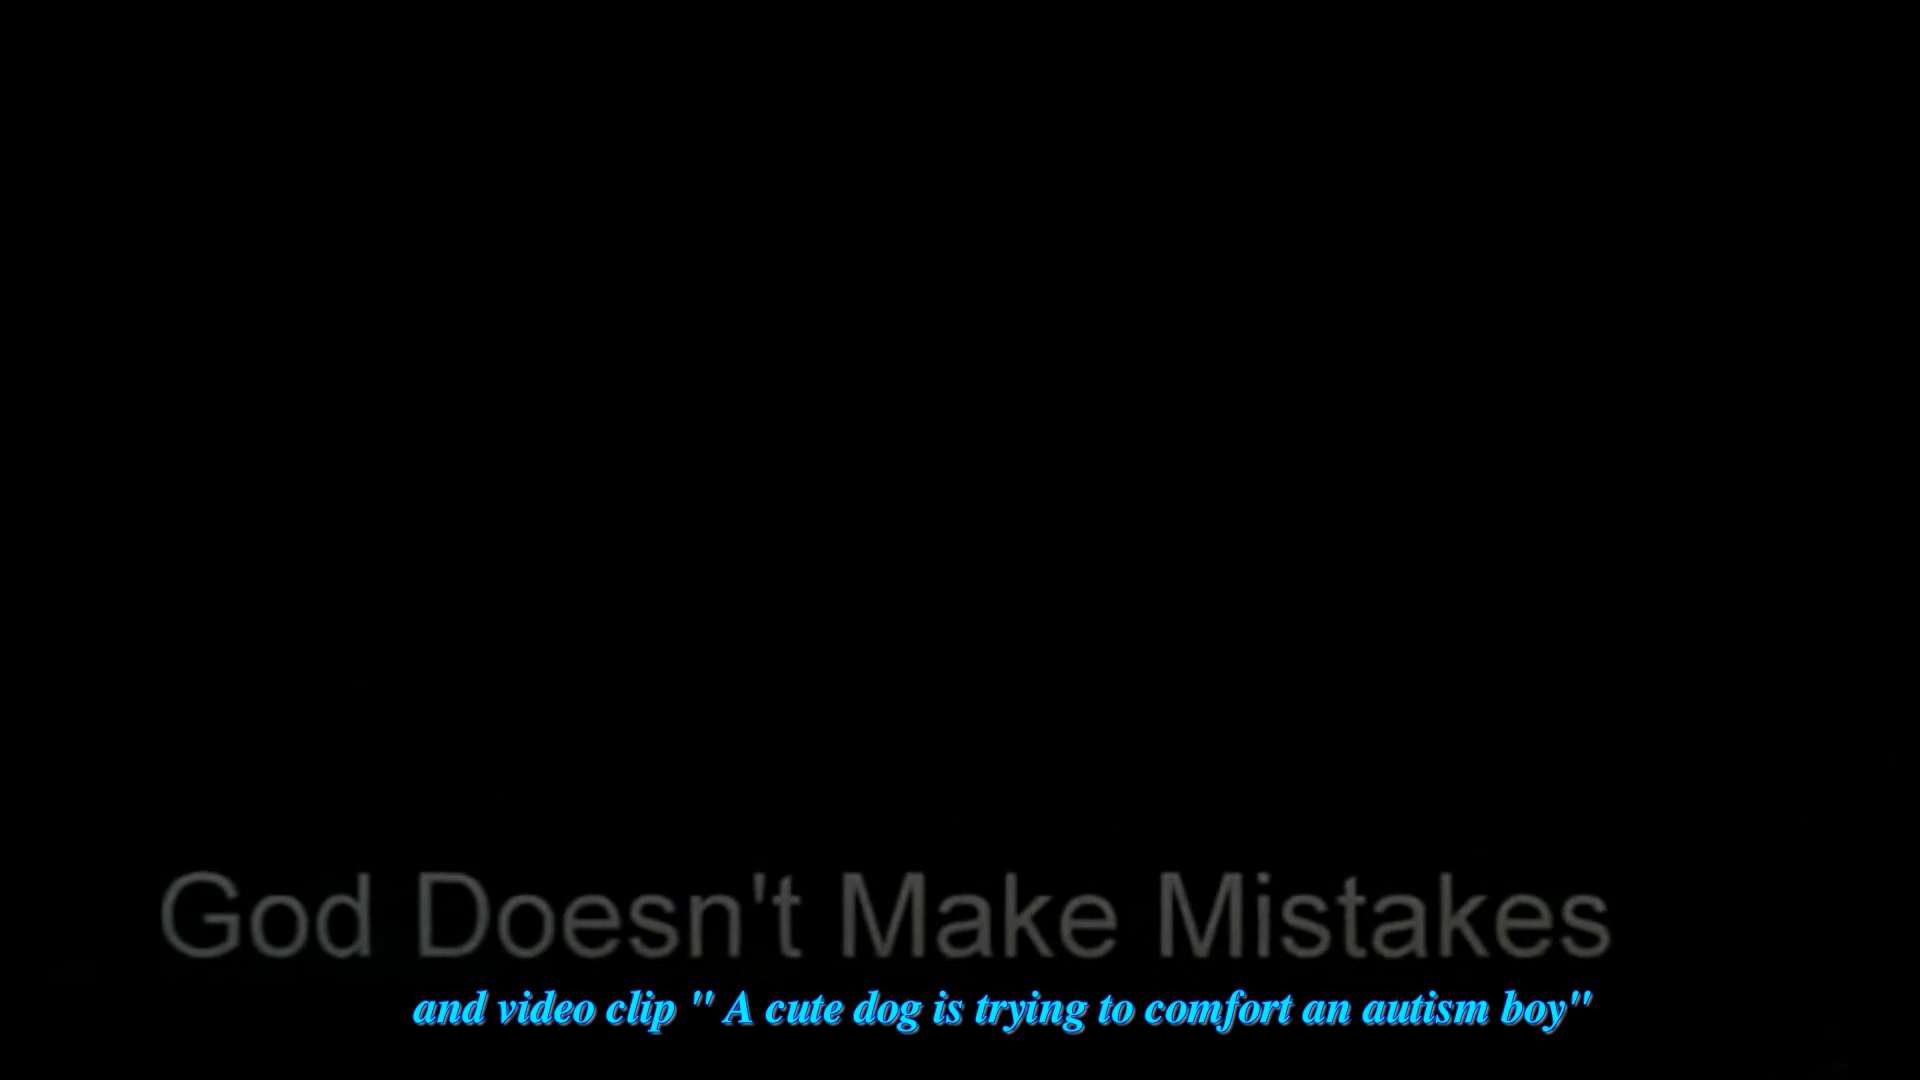 God Doesn't Make Mistakes
and video clip " A cute dog is trying to comfort an autism boy"